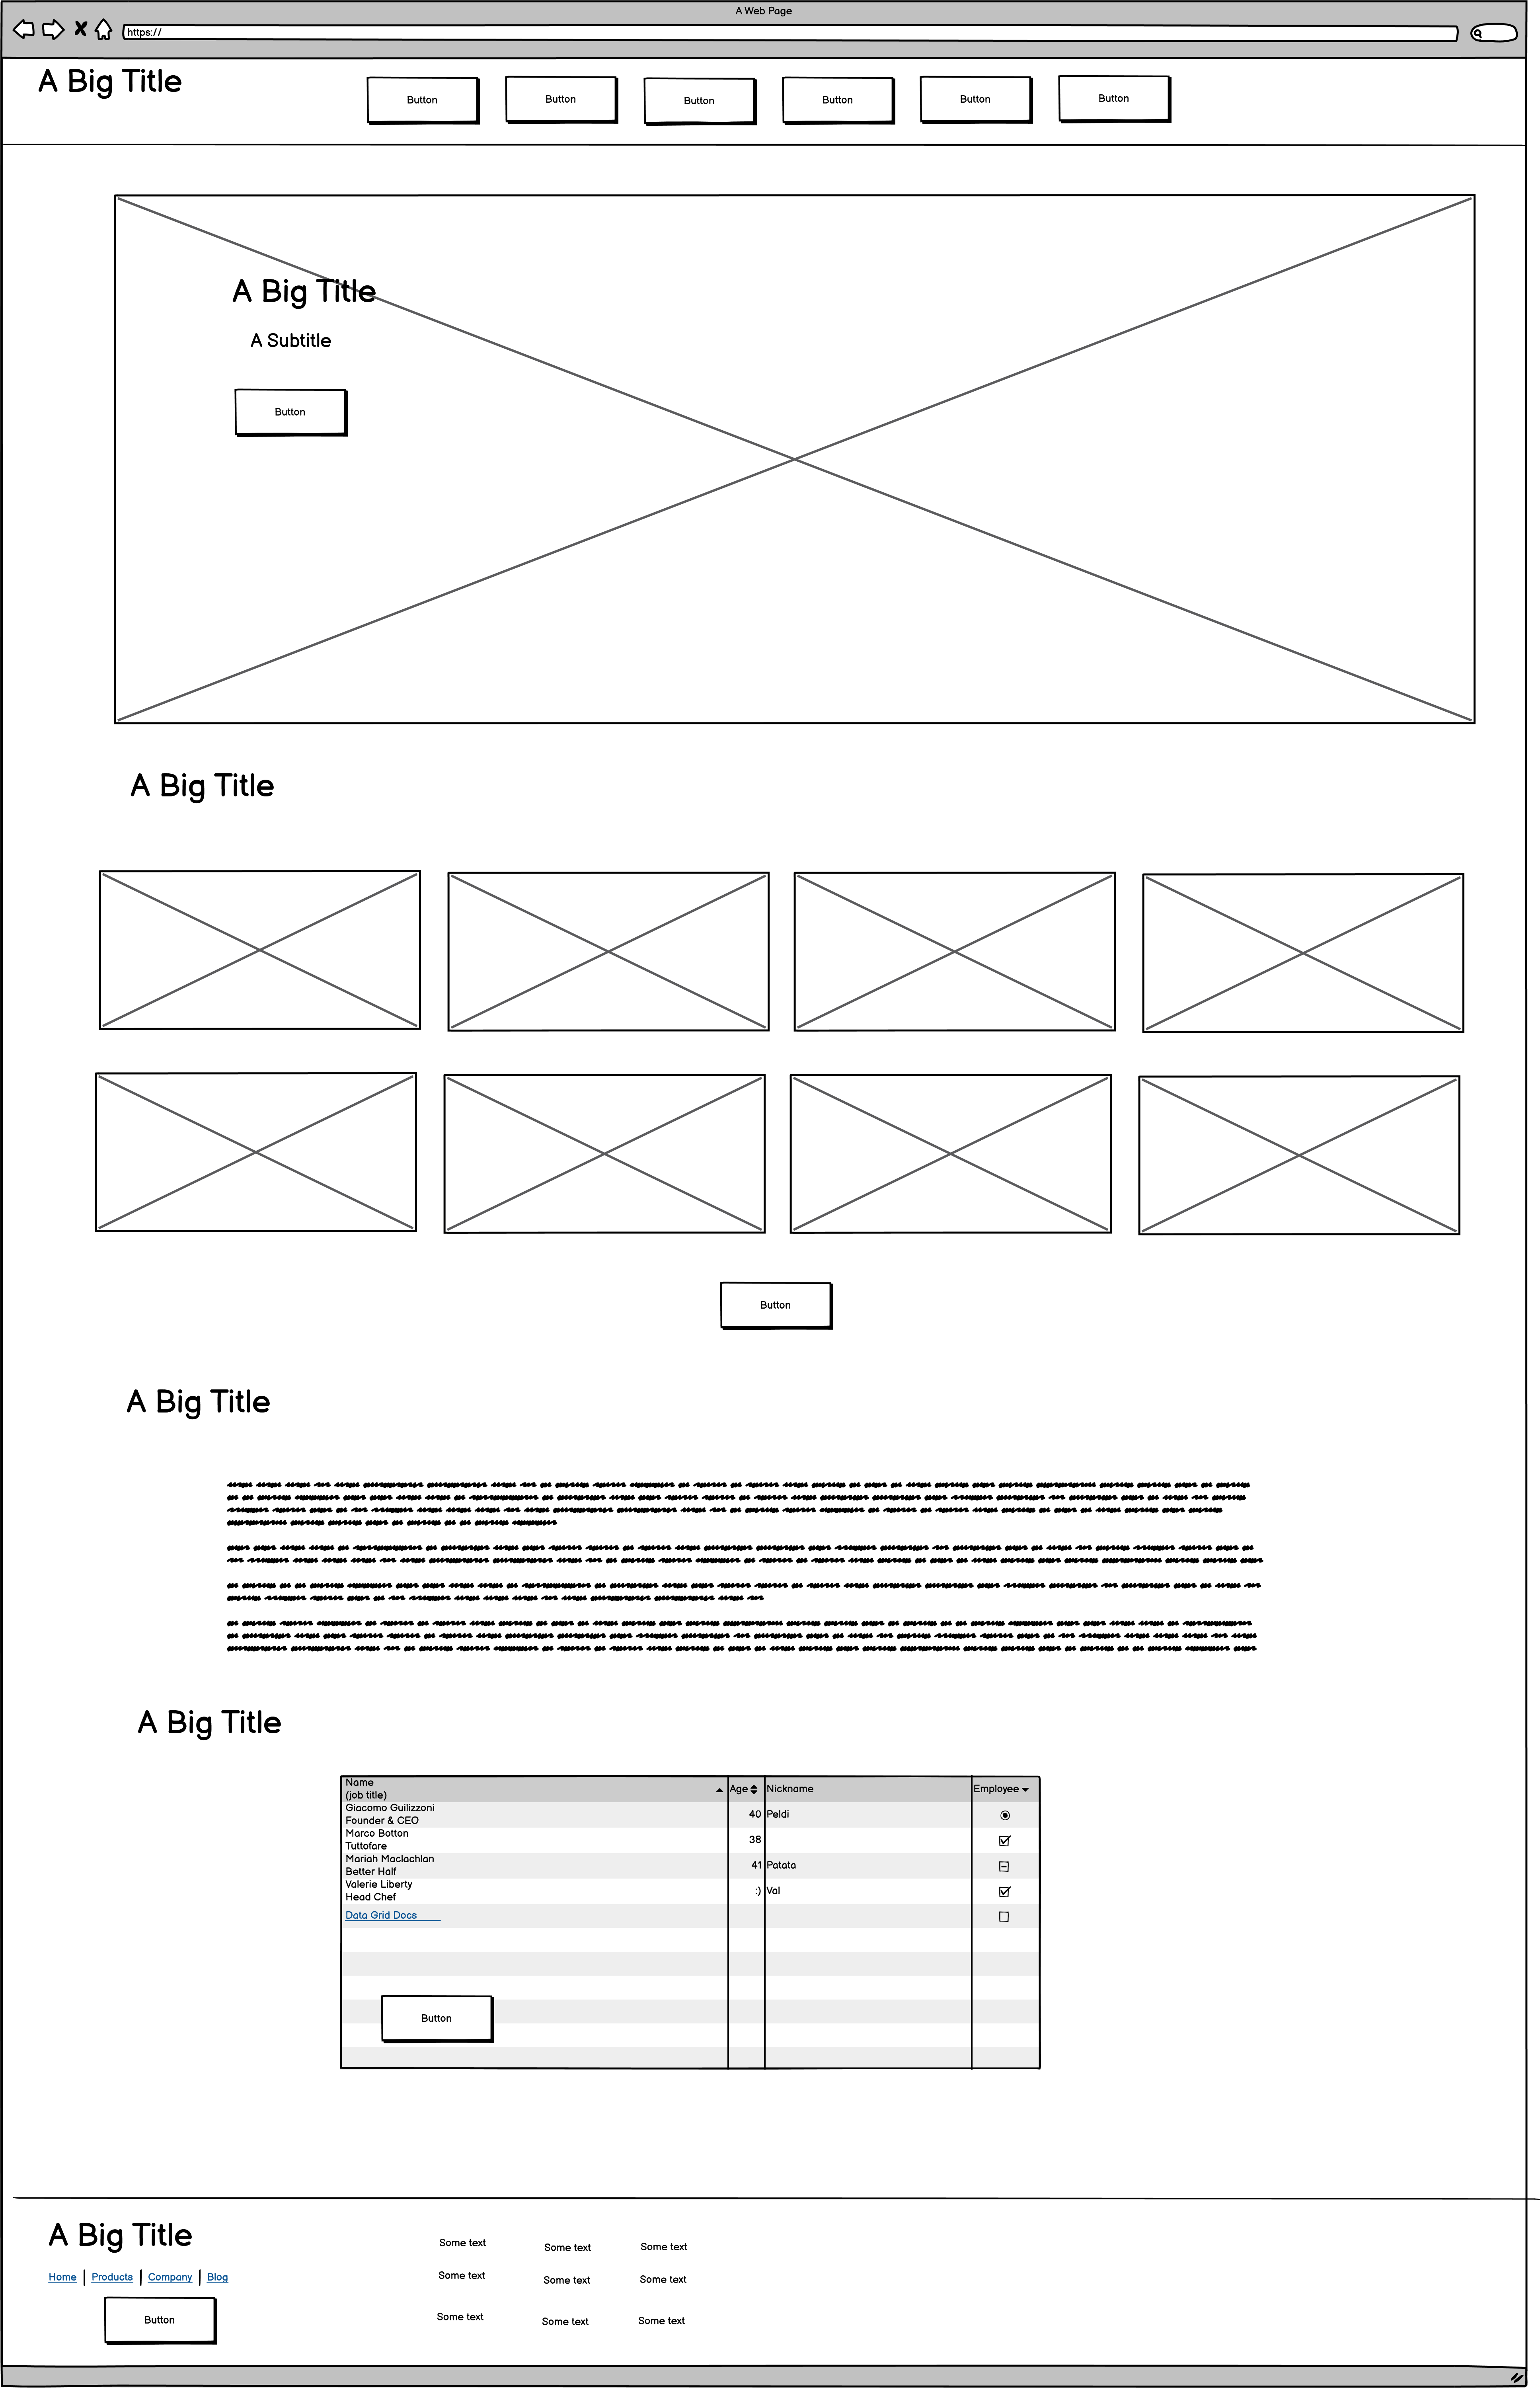 A Web Page
https://
A Big Title
Button
Button
Button
Button
Button
Button
A Big Title
A Subtitle
Button
A Big Title
Button
A Big Title
A Big Title
Name
(job title)
Age
Nickname
Employee
Giacomo Guilizzoni
Founder & CEO
40
Peldi
Marco Botton
Tuttofare
38
Mariah Maclachlan
Better Half
41
Patata
Valerie Liberty
Head Chef
:)
Val
Data Grid Docs
Button
A Big Title
Home
Products
Company
Blog
Button
Some text
Some text
Some text
Some text
Some text
Some text
Some text
Some text
Some text